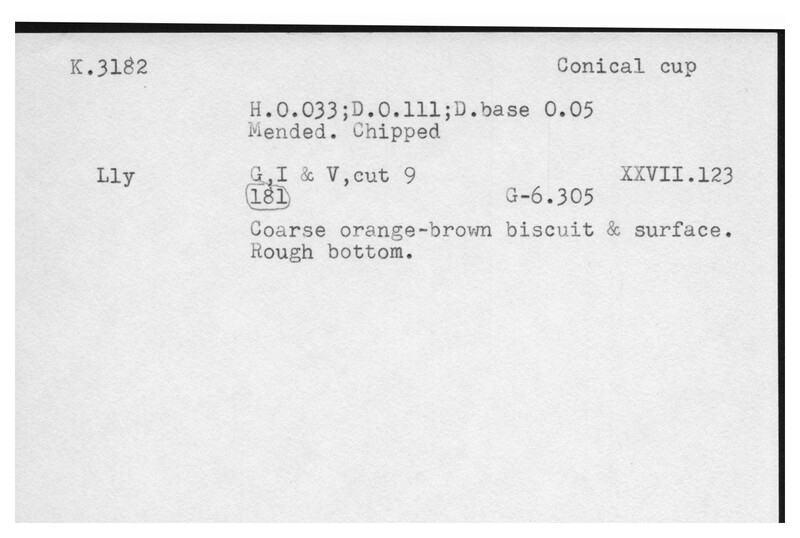 K.3182 Conical cup
H.0.033;D.0.111;D.base 0.05
Mended. Chipped
Lly G,I & V,cut 9 XXVII.123
181 G-6.305
Coarse orange-brown biscuit & surface.
Rough bottom.